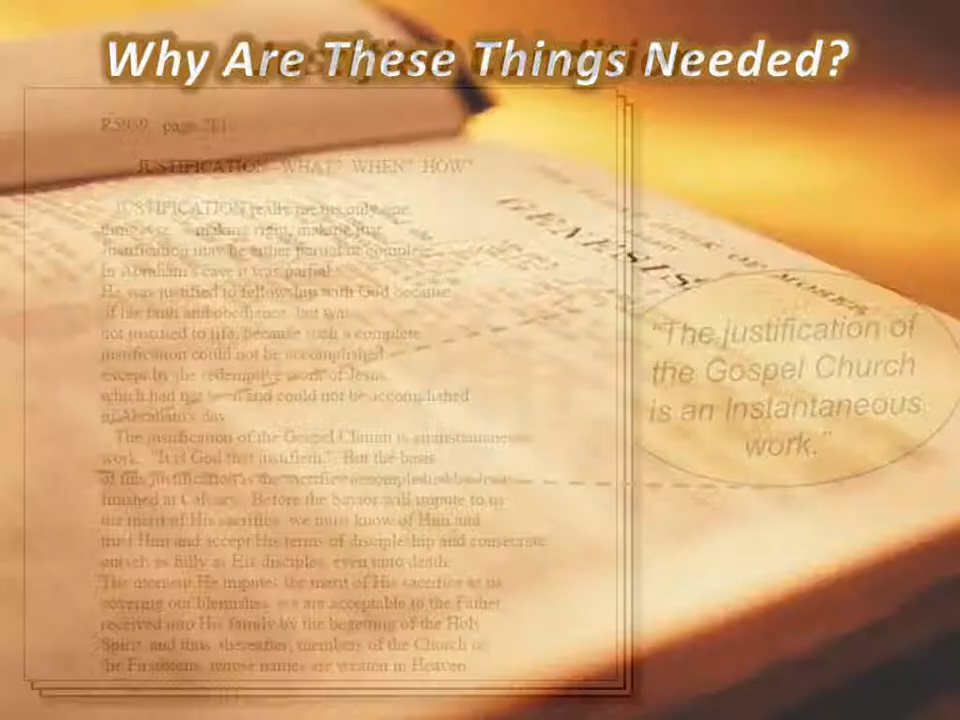 Why Are These Things Needed?
R5959 page
JUSTIFICATION--WHAT? WHEN? HOW?
JUSTIFICATION really means only one
making right, making just
Justification may be either partial or complete
In Abraham's case it was partial
He was justified to fellowship with God because
of his faith and obedience, but was
not justified to life, because such a complete
justification could not be accomplished
except by the redemptive work of Jesus,
which had not been and could not be accomplished
in Abraham's day
The justification of the Gospel Church is an instantaneous
work. "It is God that justifieth." But the basis
of this justification is the sacrifice accomplished
finished at Calvary. Before the Savior will impute to us
the merit of His sacrifice, we must know of Him and
trust Him and accept His terms of discipleship and consecrate
ourselves fully as His disciples, even unto death.
The moment He imputes the merit of His sacrifice as
covering our blemishes, we are acceptable to the Father
received into His family by the begetting of the Holy
Spirit, and thus, thereafter, members of the Church of
the Firstborns, whose names are written in Heaven
GENESIS
OF MOSES
"The justification of
the Gospel Church
is an Instantaneous
work."